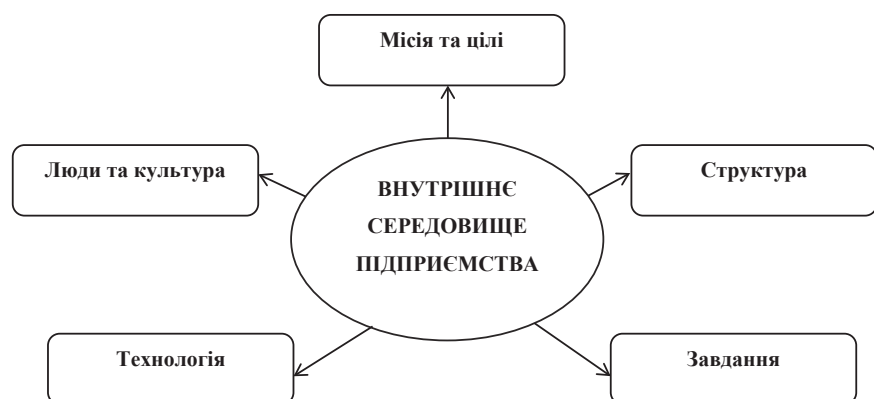 Місія та цілі
Люди та культура
Структура
ВНУТРІШНЄ
СЕРЕДОВИЩЕ
ПІДПРИЄМСТВА
Технологія
Завдання